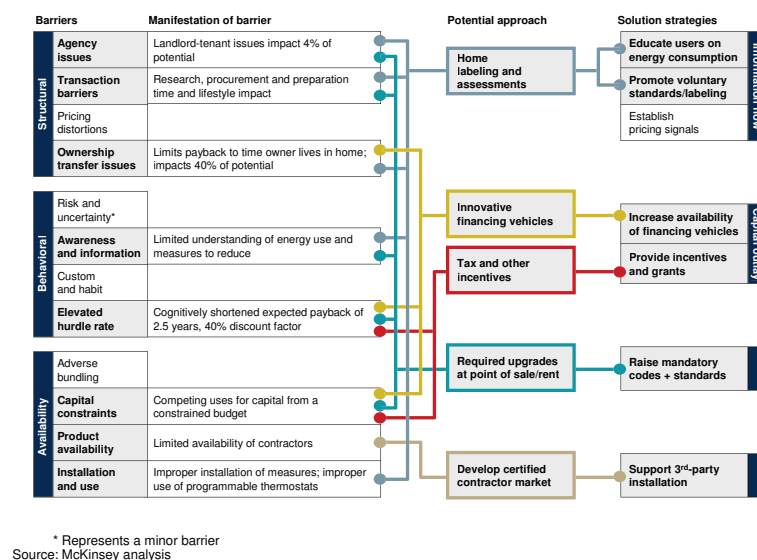 Barriers
Manifestation of barrier
Potential approach
Solution strategies
Structural
Agency
issues
Landlord-tenant issues impact 4% of
potential
Transaction
barriers
Research, procurement and preparation
time and lifestyle impact
Pricing
distortions
Ownership
transfer issues
Limits payback to time owner lives in home;
impacts 40% of potential
Behavioral
Risk and
uncertainty*
Awareness
and information
Limited understanding of energy use and
measures to reduce
Custom
and habit
Elevated
hurdle rate
Cognitively shortened expected payback of
2.5 years, 40% discount factor
Availability
Adverse
bundling
Capital
constraints
Competing uses for capital from a
constrained budget
Product
availability
Limited availability of contractors
Installation
and use
Improper installation of measures; improper
use of programmable thermostats
Home
labeling and
assessments
Innovative
financing vehicles
Tax and other
incentives
Required upgrades
at point of sale/rent
Develop certified
contractor market
Educate users on
energy consumption
Promote voluntary
standards/labeling
Establish
pricing signals
Information flow
Increase availability
of financing vehicles
Provide incentives
and grants
Capital outlay
Raise mandatory
codes + standards
Support 3rd-party
installation
* Represents a minor barrier
Source: McKinsey analysis